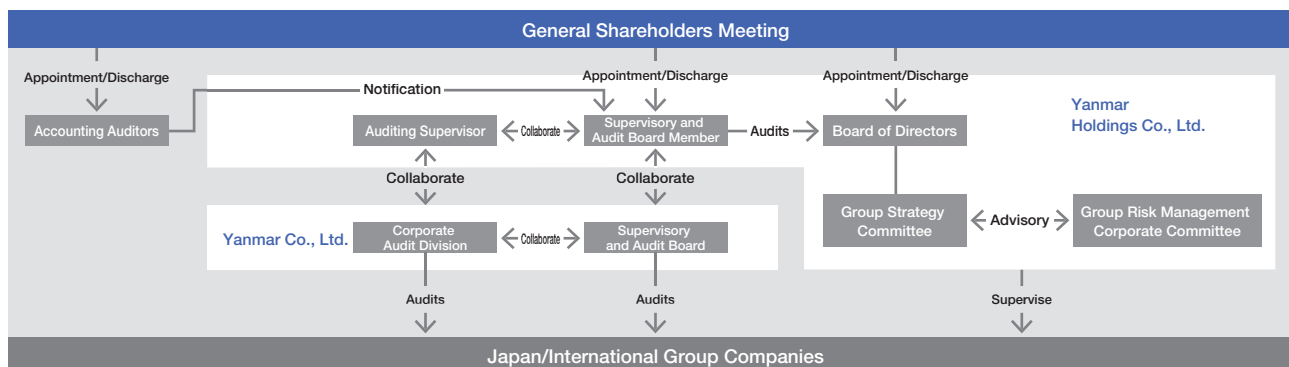 General Shareholders Meeting
Appointment/Discharge
Appointment/Discharge
Appointment/Discharge
Notification
Accounting Auditors
Auditing Supervisor
Collaborate
Supervisory and
Audit Board Member
Audits
Board of Directors
Yanmar
Holdings Co., Ltd.
Collaborate
Collaborate
Group Strategy
Committee
Advisory
Group Risk Management
Corporate Committee
Yanmar Co., Ltd.
Corporate
Audit Division
Collaborate
Supervisory
and Audit Board
Audits
Audits
Supervise
Japan/International Group Companies